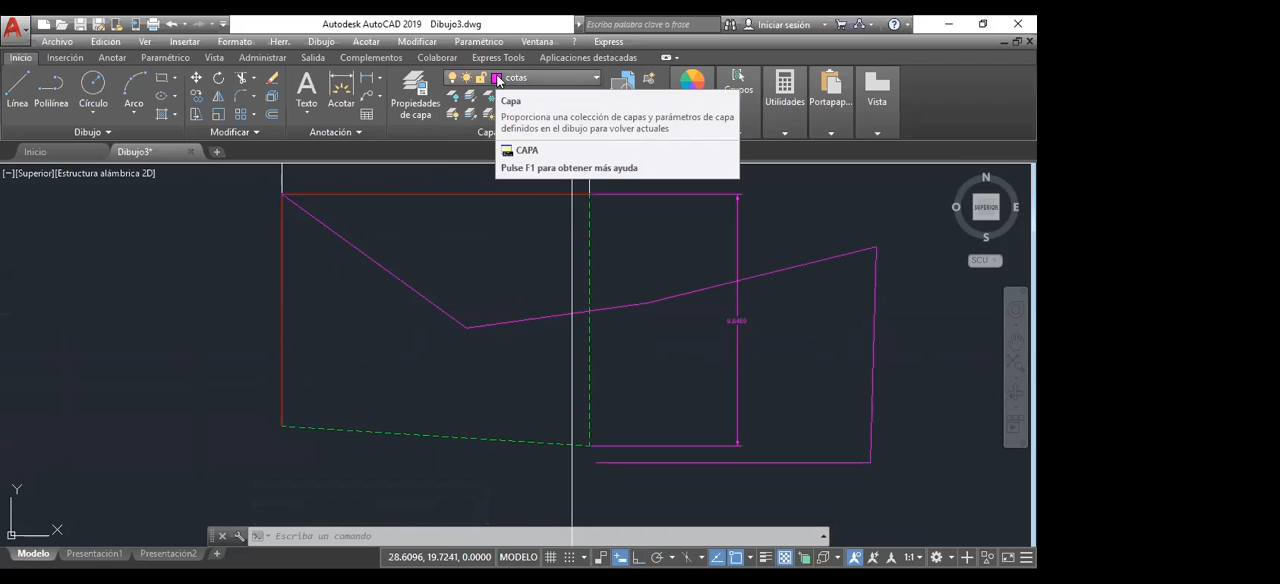 A Autodesk AutoCAD 2019 Dibujo3.dwg Escriba palabra clave o frase Iniciar sesión ?
Archivo Edición Ver Insertar Formato Herr. Dibujo Acotar Modificar Paramétrico Ventana ? Express
Inicio Inserción Anotar Paramétrico Vista Administrar Salida Complementos Colaborar Express Tools Aplicaciones destacadas
cotas
Línea Polilínea Círculo Arco Texto Acotar Propiedades de capa Grupos Utilidades Portapap... Vista
Dibujo Modificar Anotación
Capa
Proporciona una colección de capas y parámetros de capa
definidos en el dibujo para volver actuales
CAPA
Pulse F1 para obtener más ayuda
Inicio Dibujo3*
[−][Superior][Estructura alámbrica 2D]
N
O SUPERIOR E
S
SCU
Y
X
Escriba un comando
Modelo Presentación1 Presentación2 + 28.6096, 19.7241, 0.0000 MODELO 1:1